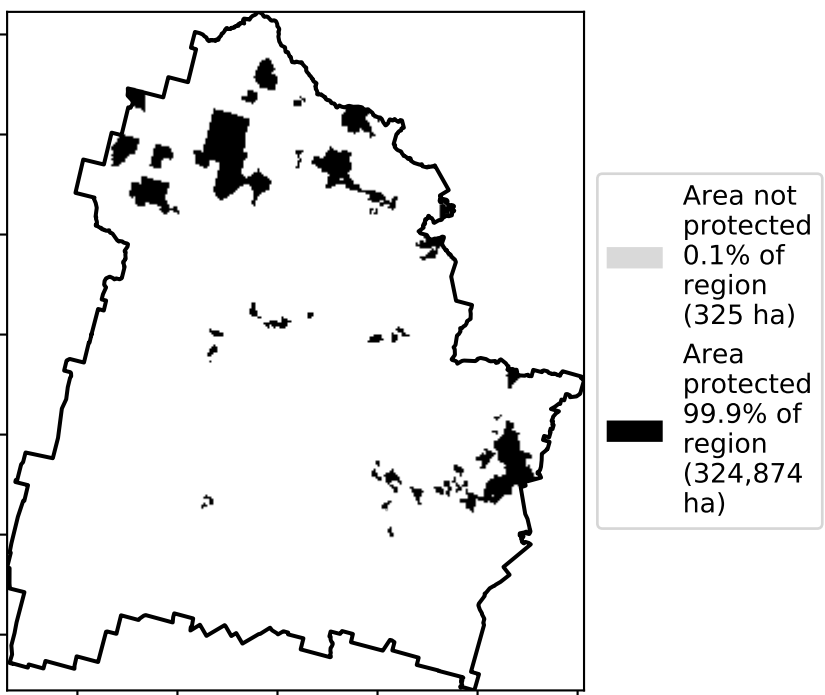 Area not
protected
0.1% of
region
(325 ha)
Area
protected
99.9% of
region
(324,874
ha)